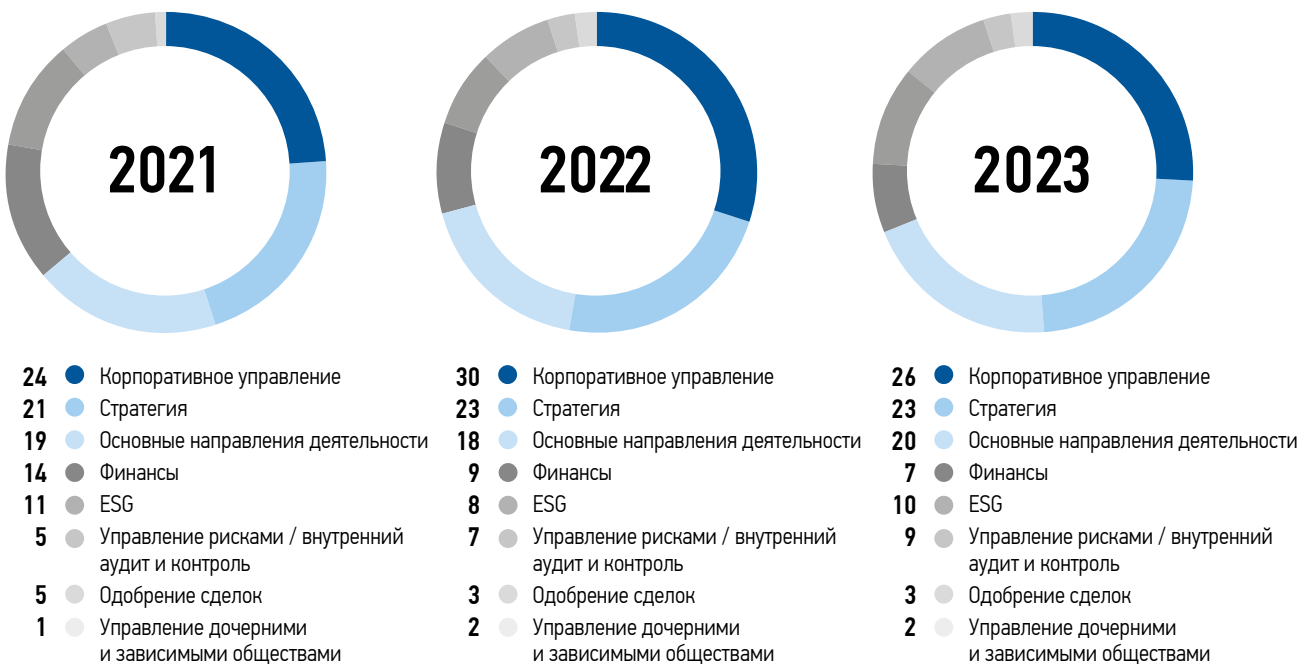 2021
24 Корпоративное управление
21 Стратегия
19 Основные направления деятельности
14 Финансы
11 ESG
5 Управление рисками / внутренний
аудит и контроль
5 Одобрение сделок
1 Управление дочерними
и зависимыми обществами
2022
30 Корпоративное управление
23 Стратегия
18 Основные направления деятельности
9 Финансы
8 ESG
7 Управление рисками / внутренний
аудит и контроль
3 Одобрение сделок
2 Управление дочерними
и зависимыми обществами
2023
26 Корпоративное управление
23 Стратегия
20 Основные направления деятельности
7 Финансы
10 ESG
9 Управление рисками / внутренний
аудит и контроль
3 Одобрение сделок
2 Управление дочерними
и зависимыми обществами